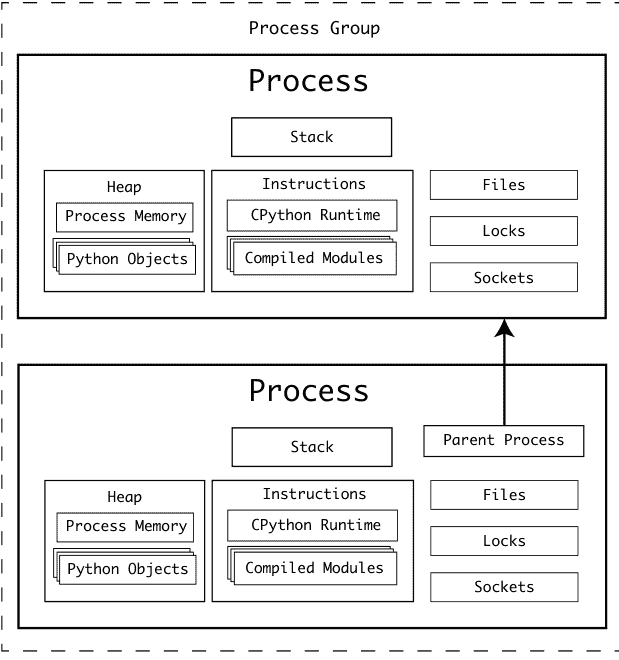 Process Group
Process
Stack
Heap
Process Memory
Python Objects
Instructions
CPython Runtime
Compiled Modules
Files
Locks
Sockets
Process
Stack
Parent Process
Heap
Process Memory
Python Objects
Instructions
CPython Runtime
Compiled Modules
Files
Locks
Sockets